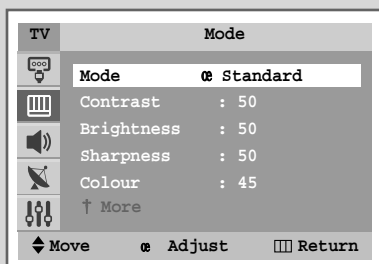 TV Mode
Mode œ Standard
Contrast : 50
Brightness : 50
Sharpness : 50
Colour : 45
† More
Move œ Adjust Return